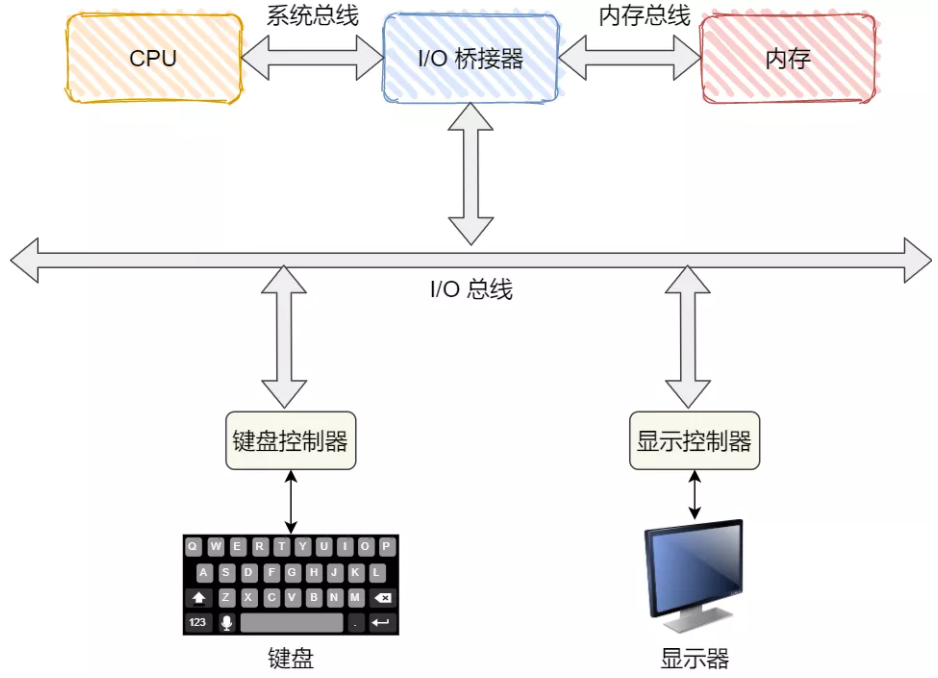 系统总线
内存总线
CPU
I/O 桥接器
内存
I/O 总线
键盘控制器
显示控制器
Q W E R T Y U I O P
A S D F G H J K L
Z X C V B N M
123 .
键盘
显示器